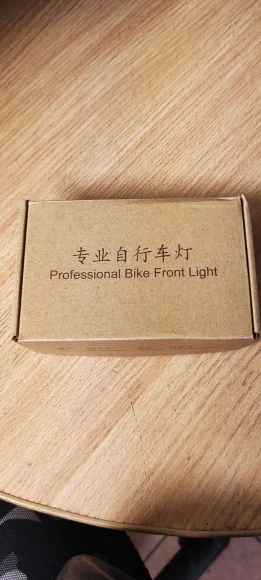 专业自行车灯
Professional Bike Front Light